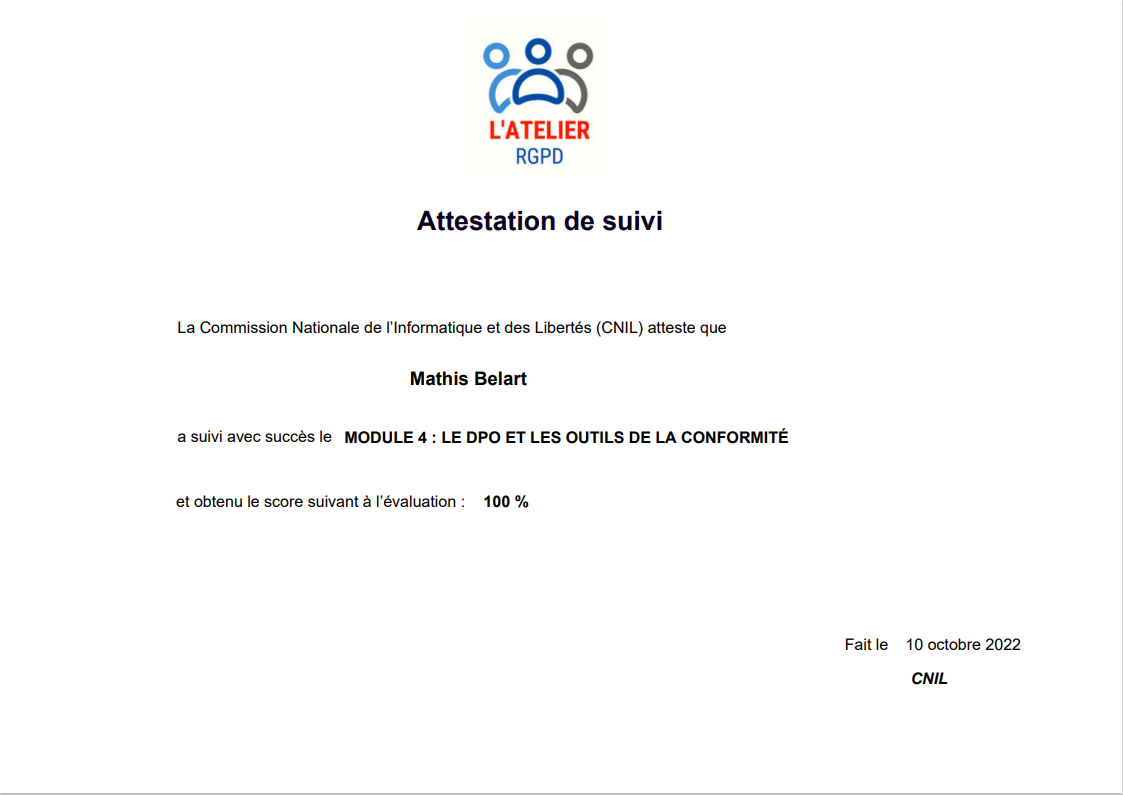 L'ATELIER
RGPD
Attestation de suivi
La Commission Nationale de l’Informatique et des Libertés (CNIL) atteste que
Mathis Belart
a suivi avec succès le MODULE 4 : LE DPO ET LES OUTILS DE LA CONFORMITÉ
et obtenu le score suivant à l’évaluation : 100 %
Fait le 10 octobre 2022
CNIL